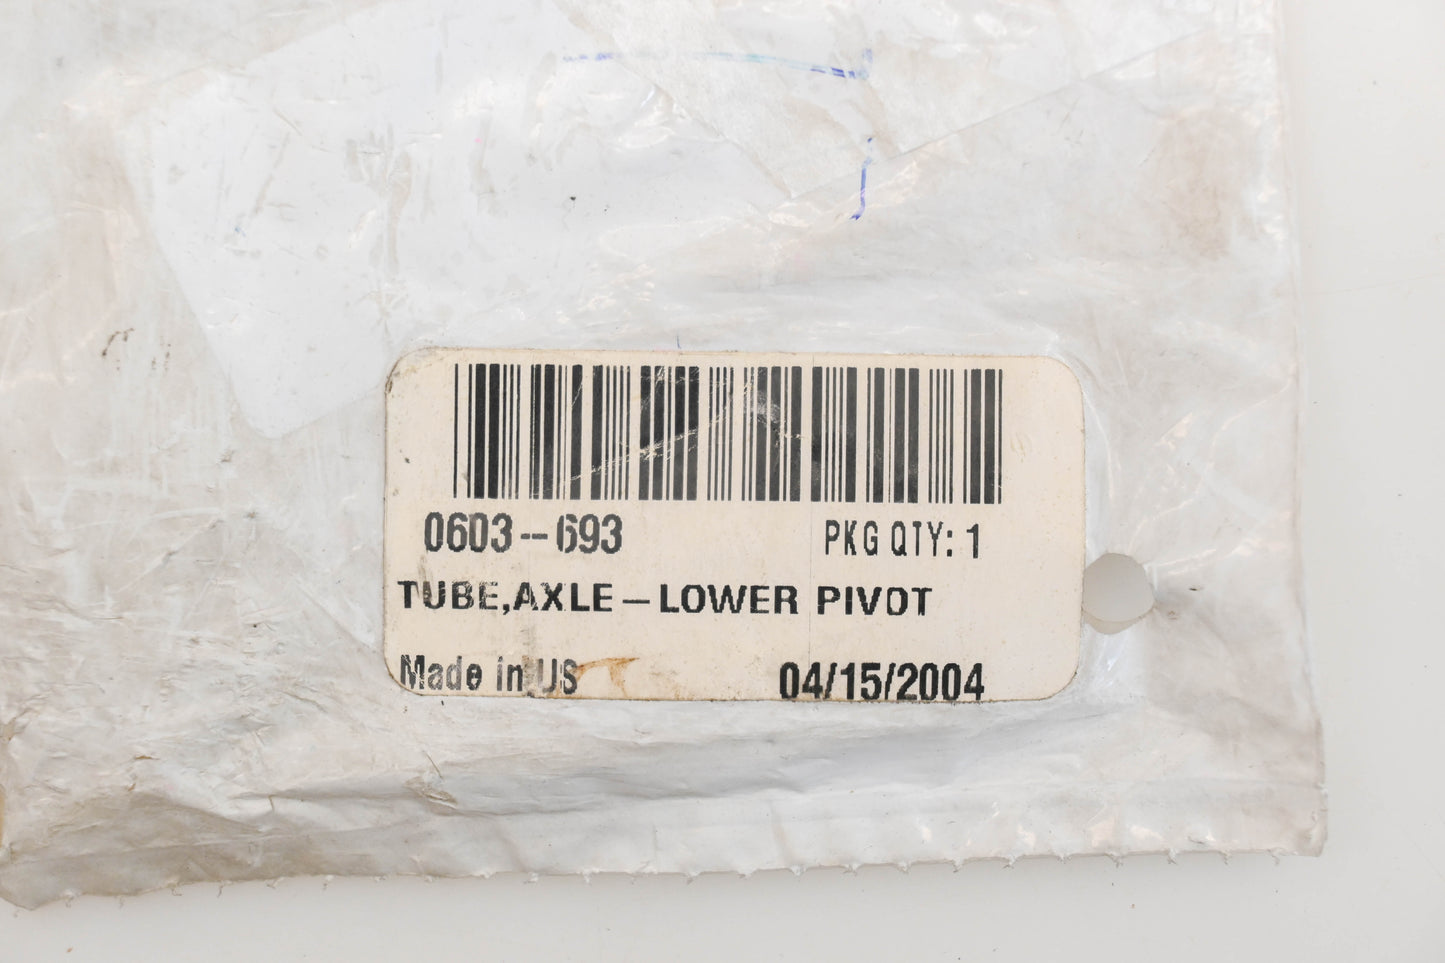 0603-693 PKG QTY: 1
TUBE,AXLE-LOWER PIVOT
Made in US 04/15/2004